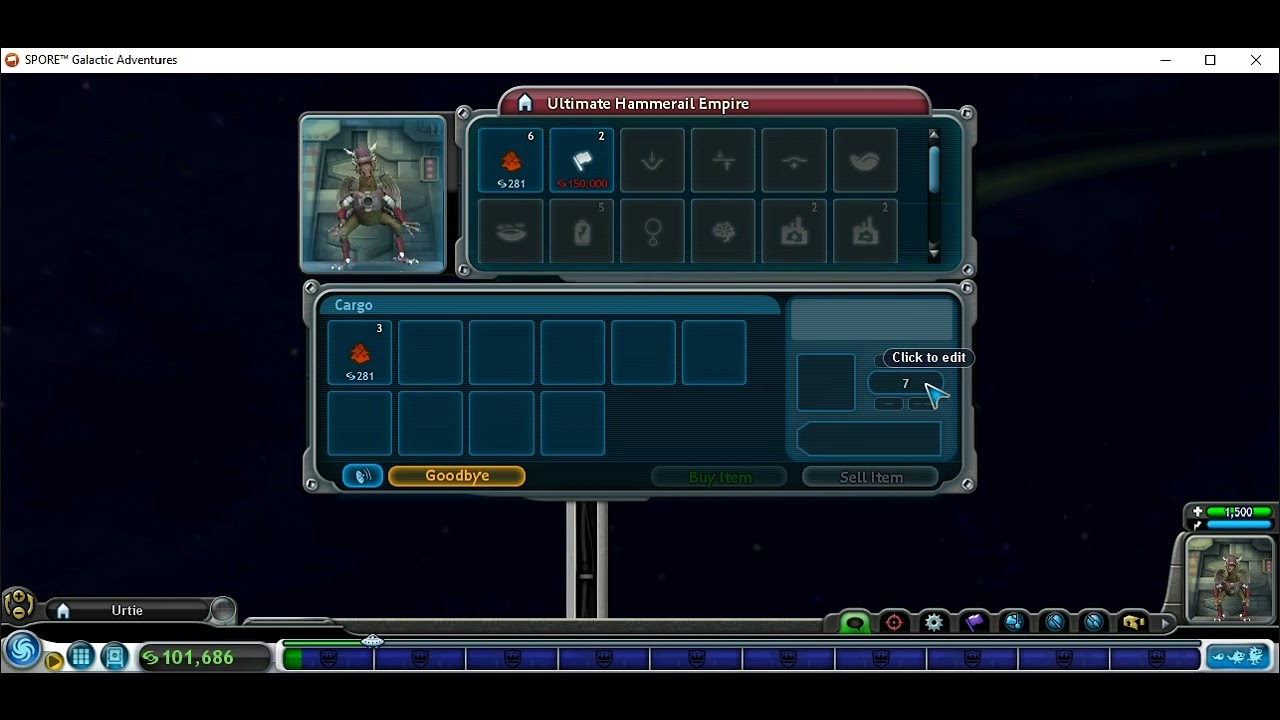 SPORE™ Galactic Adventures
Ultimate Hammerail Empire
6
281
2
150,000
5
2
2
Cargo
3
281
Click to edit
7
Goodbye
Buy Item
Sell Item
1,500
Urtie
101,686